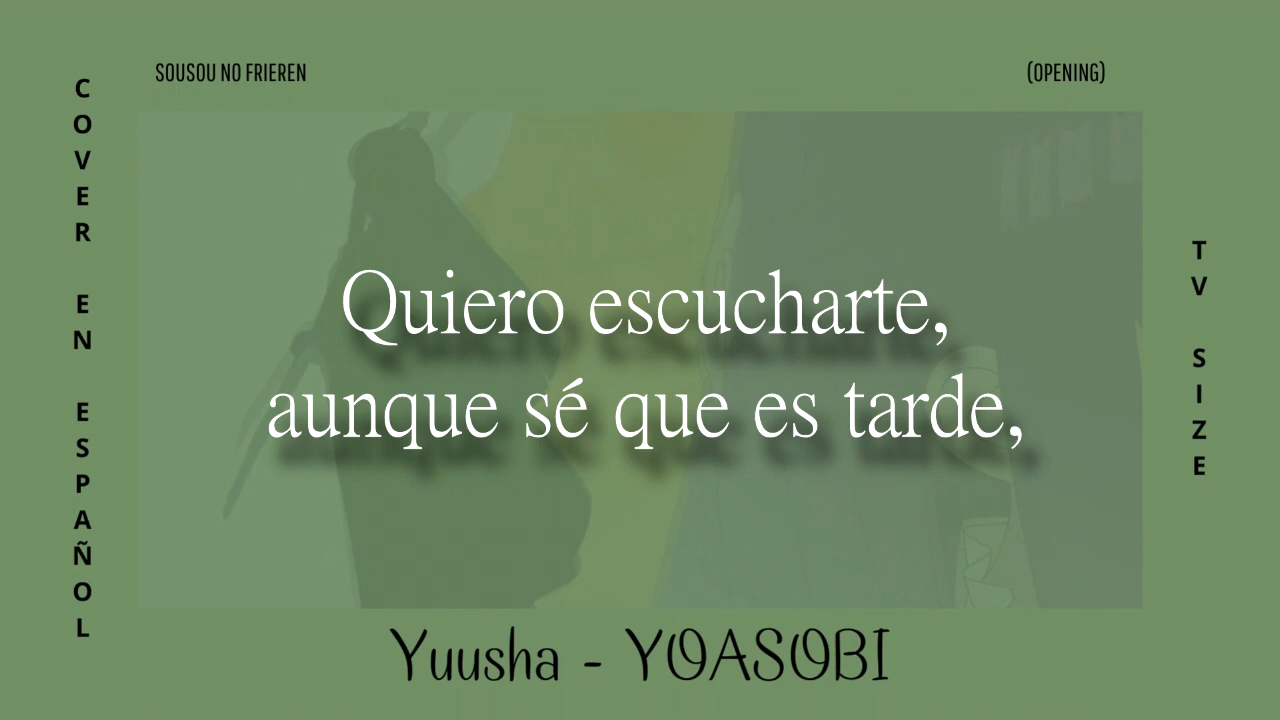 SOUSOU NO FRIEREN
(OPENING)
COVER EN ESPAÑOL
Quiero escucharte,
aunque sé que es tarde,
TV SIZE
Yuusha - YOASOBI